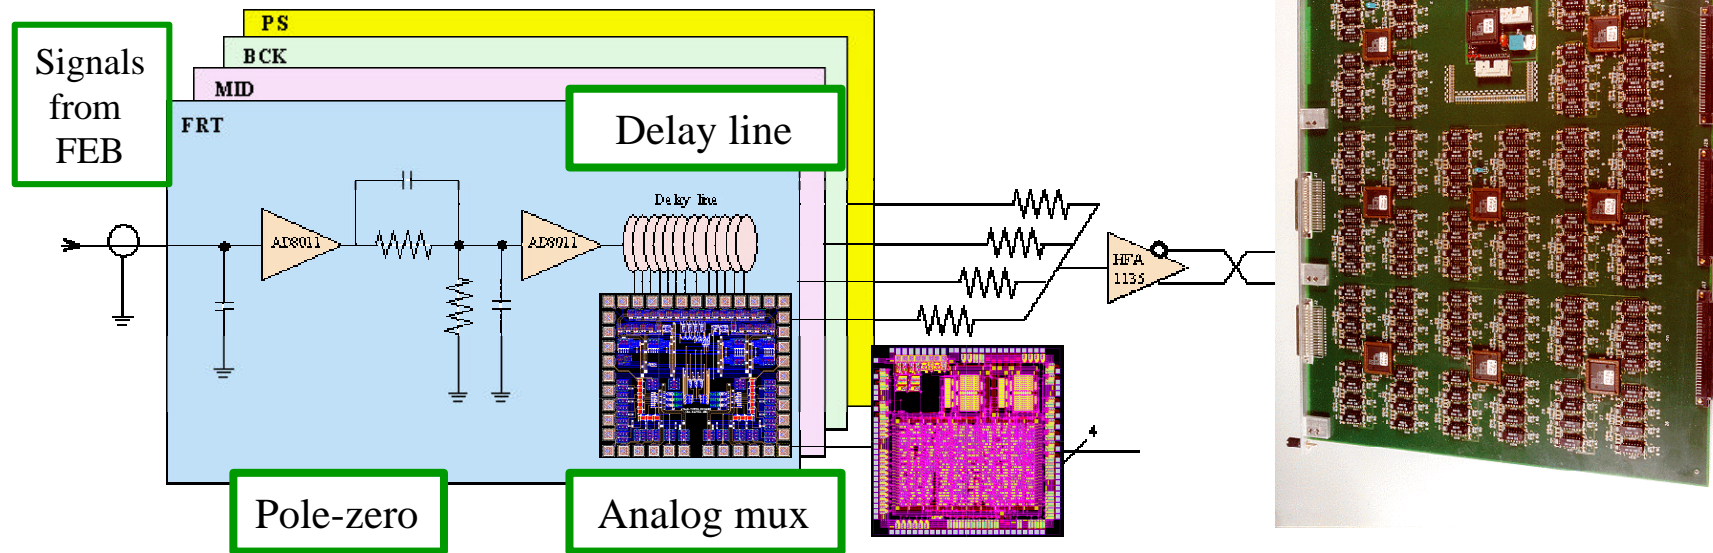 PS
BCK
MID
FRT
Signals
from
FEB
Delay line
Delay line
AD8011
AD8011
HFA
1135
4
Pole-zero
Analog mux